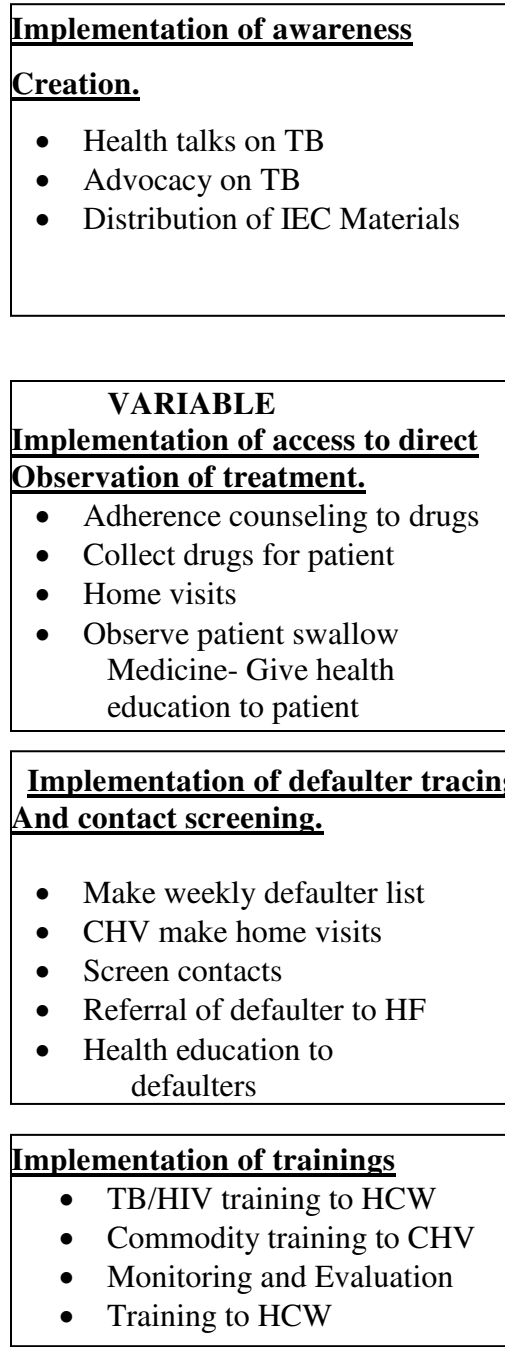 Implementation of awareness
Creation.
• Health talks on TB
• Advocacy on TB
• Distribution of IEC Materials
VARIABLE
Implementation of access to direct
Observation of treatment.
• Adherence counseling to drugs
• Collect drugs for patient
• Home visits
• Observe patient swallow
Medicine- Give health
education to patient
Implementation of defaulter tracing
And contact screening.
• Make weekly defaulter list
• CHV make home visits
• Screen contacts
• Referral of defaulter to HF
• Health education to
defaulters
Implementation of trainings
• TB/HIV training to HCW
• Commodity training to CHV
• Monitoring and Evaluation
• Training to HCW